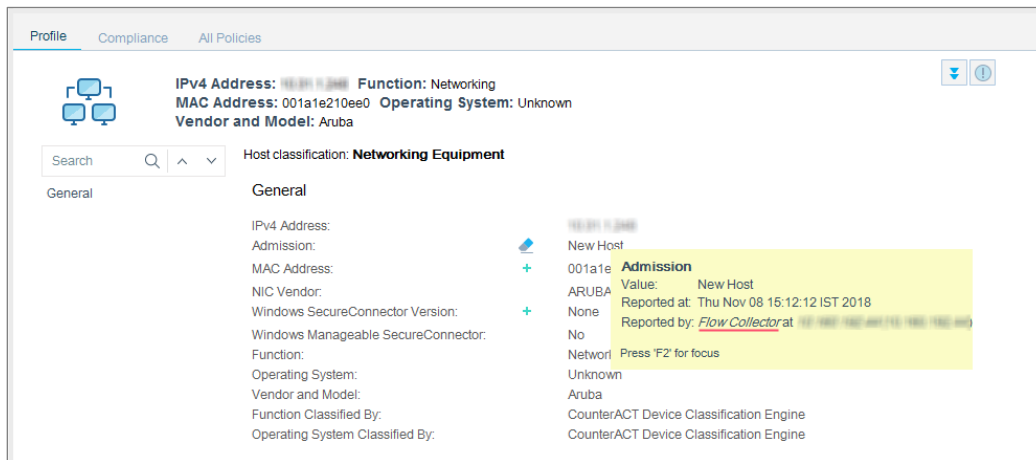 Profile Compliance All Policies
IPv4 Address: Function: Networking
MAC Address: 001a1e210ee0 Operating System: Unknown
Vendor and Model: Aruba
Search
Host classification: Networking Equipment
General
General
IPv4 Address:
Admission: New Host
MAC Address: 001a1e
NIC Vendor: ARUBA
Windows SecureConnector Version: None
Windows Manageable SecureConnector: No
Function: Networ
Operating System: Unknown
Vendor and Model: Aruba
Function Classified By: CounterACT Device Classification Engine
Operating System Classified By: CounterACT Device Classification Engine
Admission
Value: New Host
Reported at: Thu Nov 08 15:12:12 IST 2018
Reported by: Flow Collector at
Press 'F2' for focus